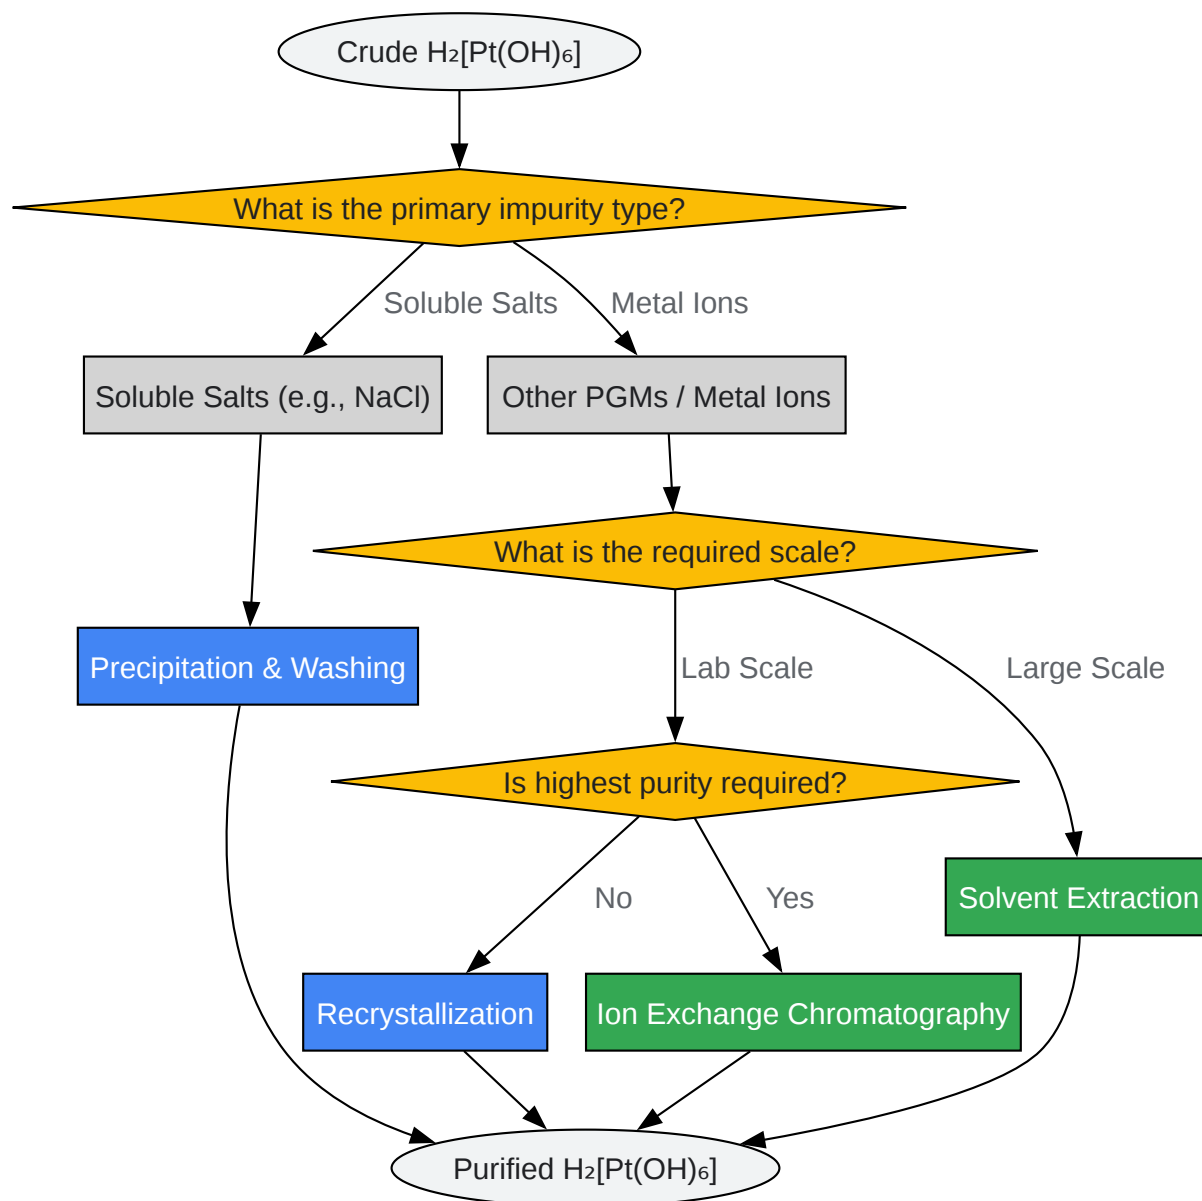 Crude H₂[Pt(OH)₆]
What is the primary impurity type?
Soluble Salts
Metal Ions
Soluble Salts (e.g., NaCl)
Other PGMs / Metal Ions
What is the required scale?
Precipitation & Washing
Lab Scale
Large Scale
Is highest purity required?
No
Yes
Solvent Extraction
Recrystallization
Ion Exchange Chromatography
Purified H₂[Pt(OH)₆]